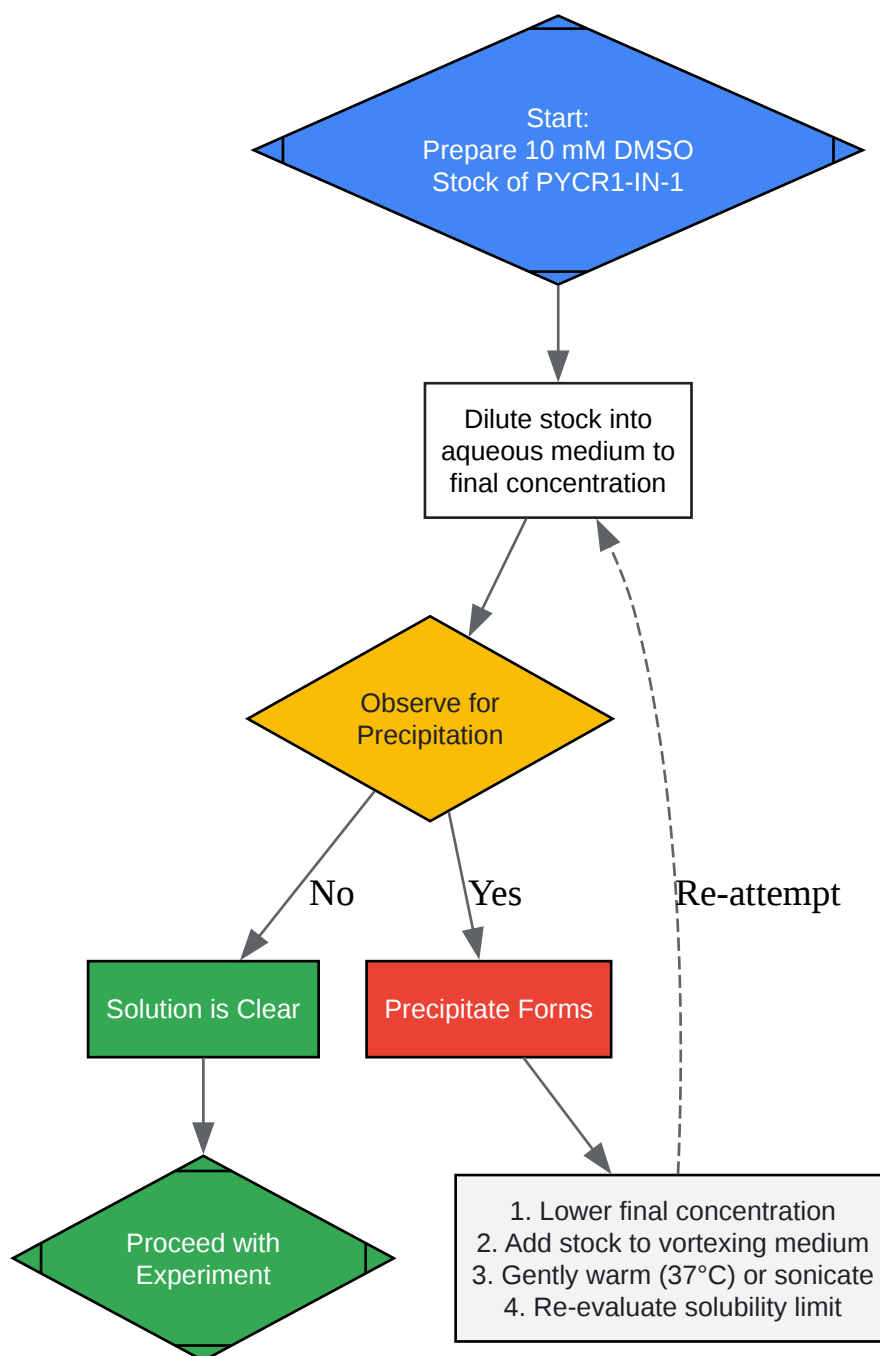 Start:
Prepare 10 mM DMSO
Stock of PYCR1-IN-1
Dilute stock into
aqueous medium to
final concentration
Observe for
Precipitation
No
Yes
Re-attempt
Solution is Clear
Precipitate Forms
Proceed with
Experiment
1. Lower final concentration
2. Add stock to vortexing medium
3. Gently warm (37°C) or sonicate
4. Re-evaluate solubility limit